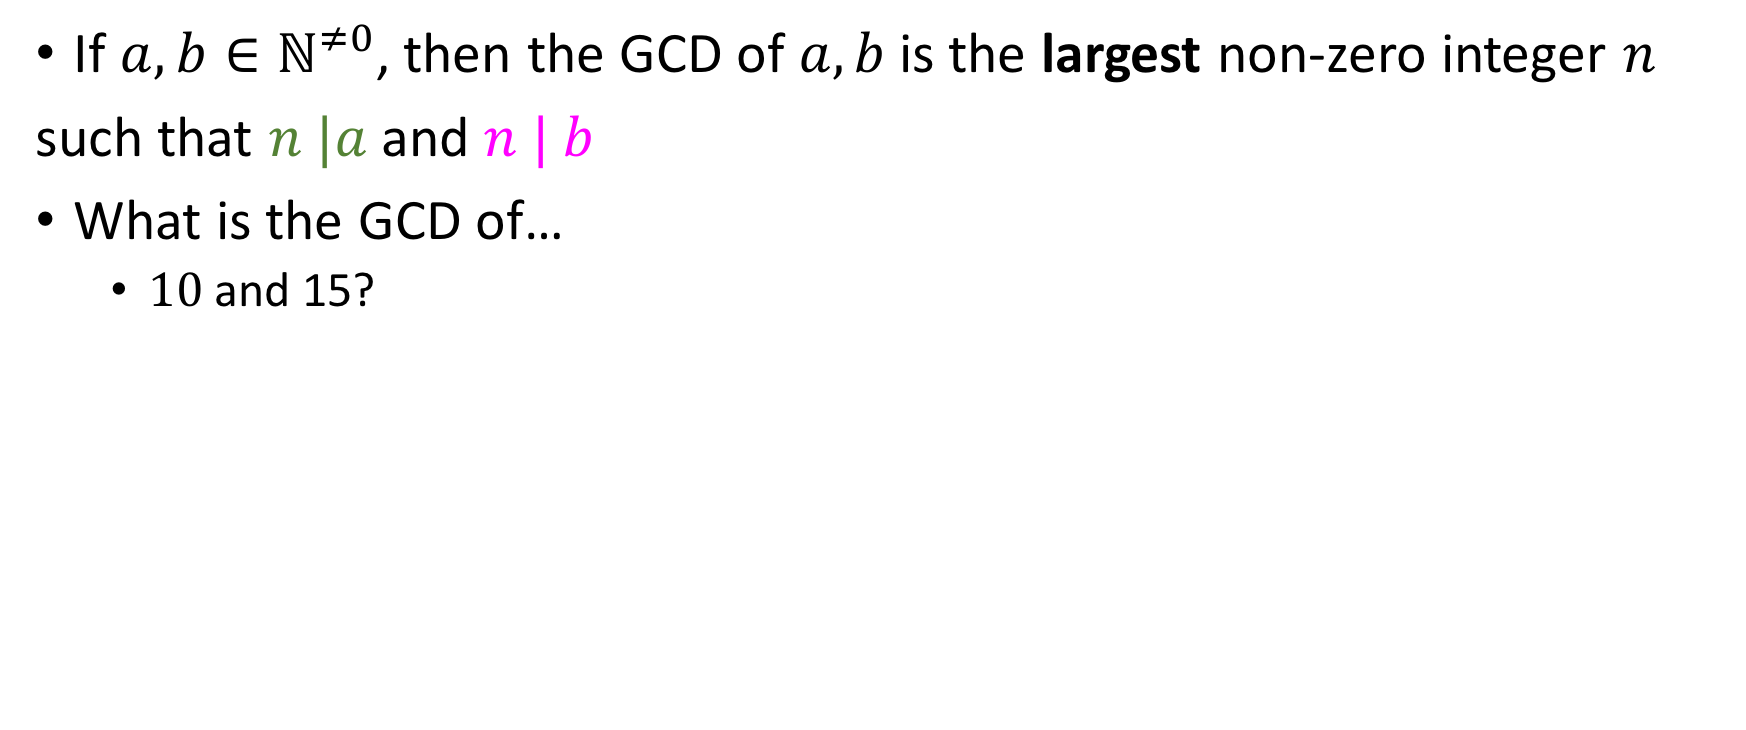 • If 𝑎, 𝑏 ∈ ℕ≠0, then the GCD of 𝑎, 𝑏 is the largest non-zero integer 𝑛
such that 𝑛 |𝑎 and 𝑛 | 𝑏
• What is the GCD of…
• 10 and 15?